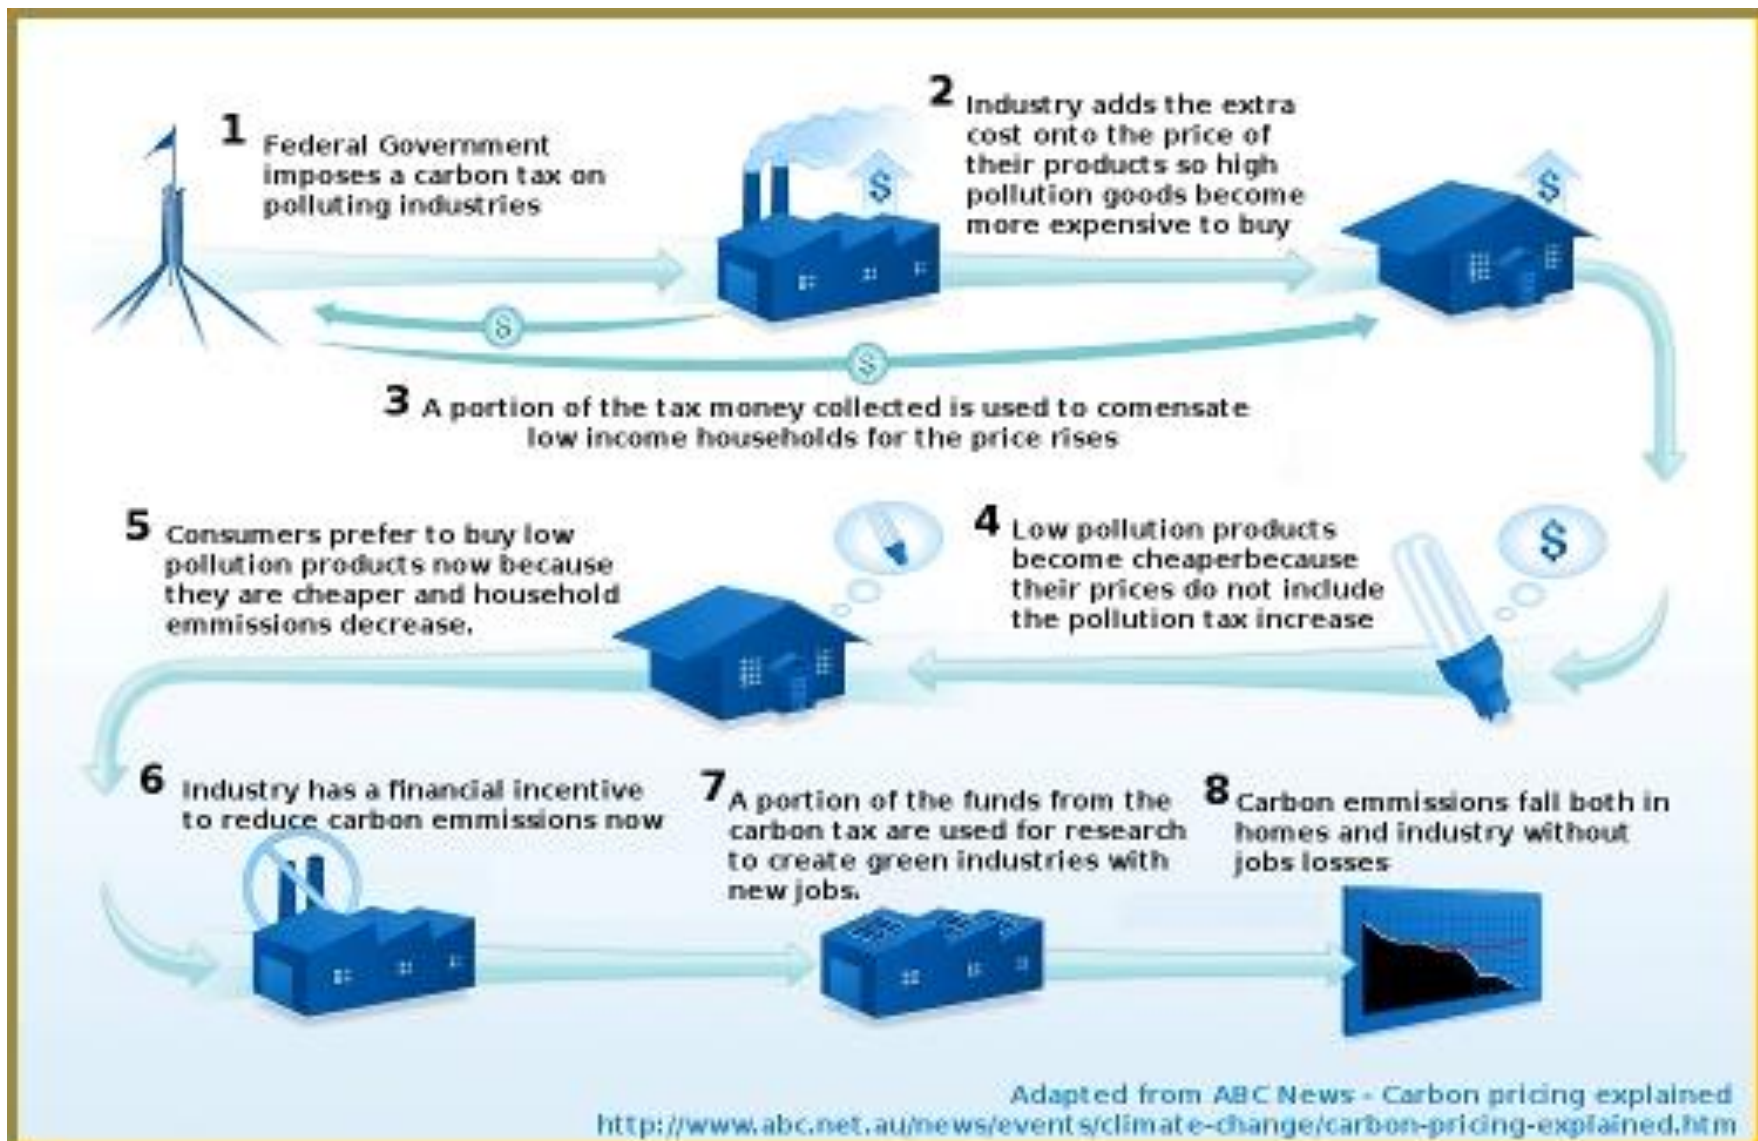 1 Federal Government
imposes a carbon tax on
polluting industries
2 Industry adds the extra
cost onto the price of
their products so high
pollution goods become
more expensive to buy
$
$
$
$
3 A portion of the tax money collected is used to comensate
low income households for the price rises
4 Low pollution products
become cheaperbecause
their prices do not include
the pollution tax increase
$
5 Consumers prefer to buy low
pollution products now because
they are cheaper and household
emmissions decrease.
6 Industry has a financial incentive
to reduce carbon emmissions now
7 A portion of the funds from the
carbon tax are used for research
to create green industries with
new jobs.
8 Carbon emmissions fall both in
homes and industry without
jobs losses
Adapted from ABC News - Carbon pricing explained
http://www.abc.net.au/news/events/climate-change/carbon-pricing-explained.htm